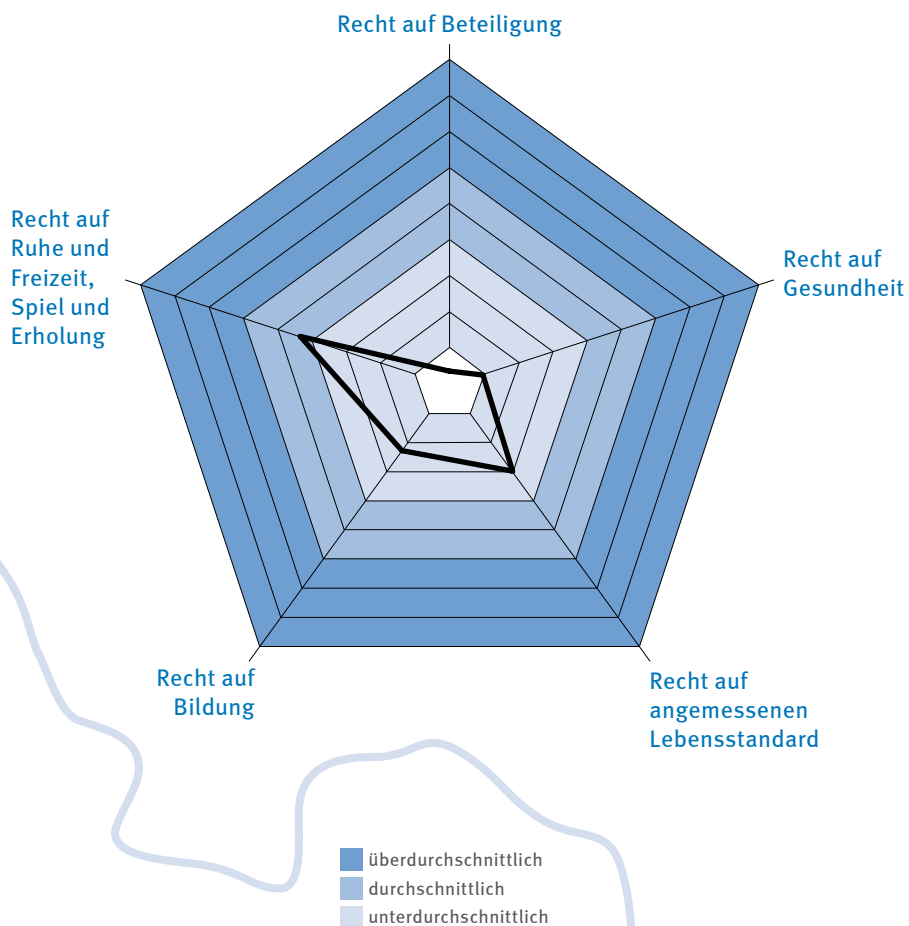 Recht auf Beteiligung
Recht auf
Ruhe und
Freizeit,
Spiel und
Erholung
Recht auf
Gesundheit
Recht auf
Bildung
Recht auf
angemessenen
Lebensstandard
überdurchschnittlich
durchschnittlich
unterdurchschnittlich